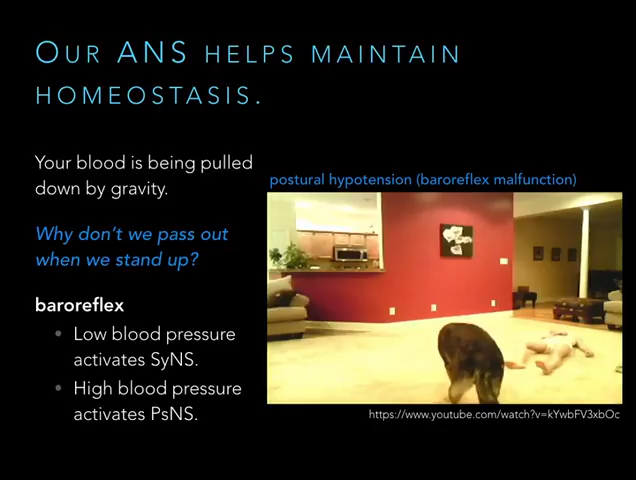 OUR ANS HELPS MAINTAIN
HOMEOSTASIS.
Your blood is being pulled
down by gravity.
Why don't we pass out
when we stand up?
baroreflex
• Low blood pressure
activates SyNS.
• High blood pressure
activates PsNS.
postural hypotension (baroreflex malfunction)
https://www.youtube.com/watch?v=kYwbFV3xbOc